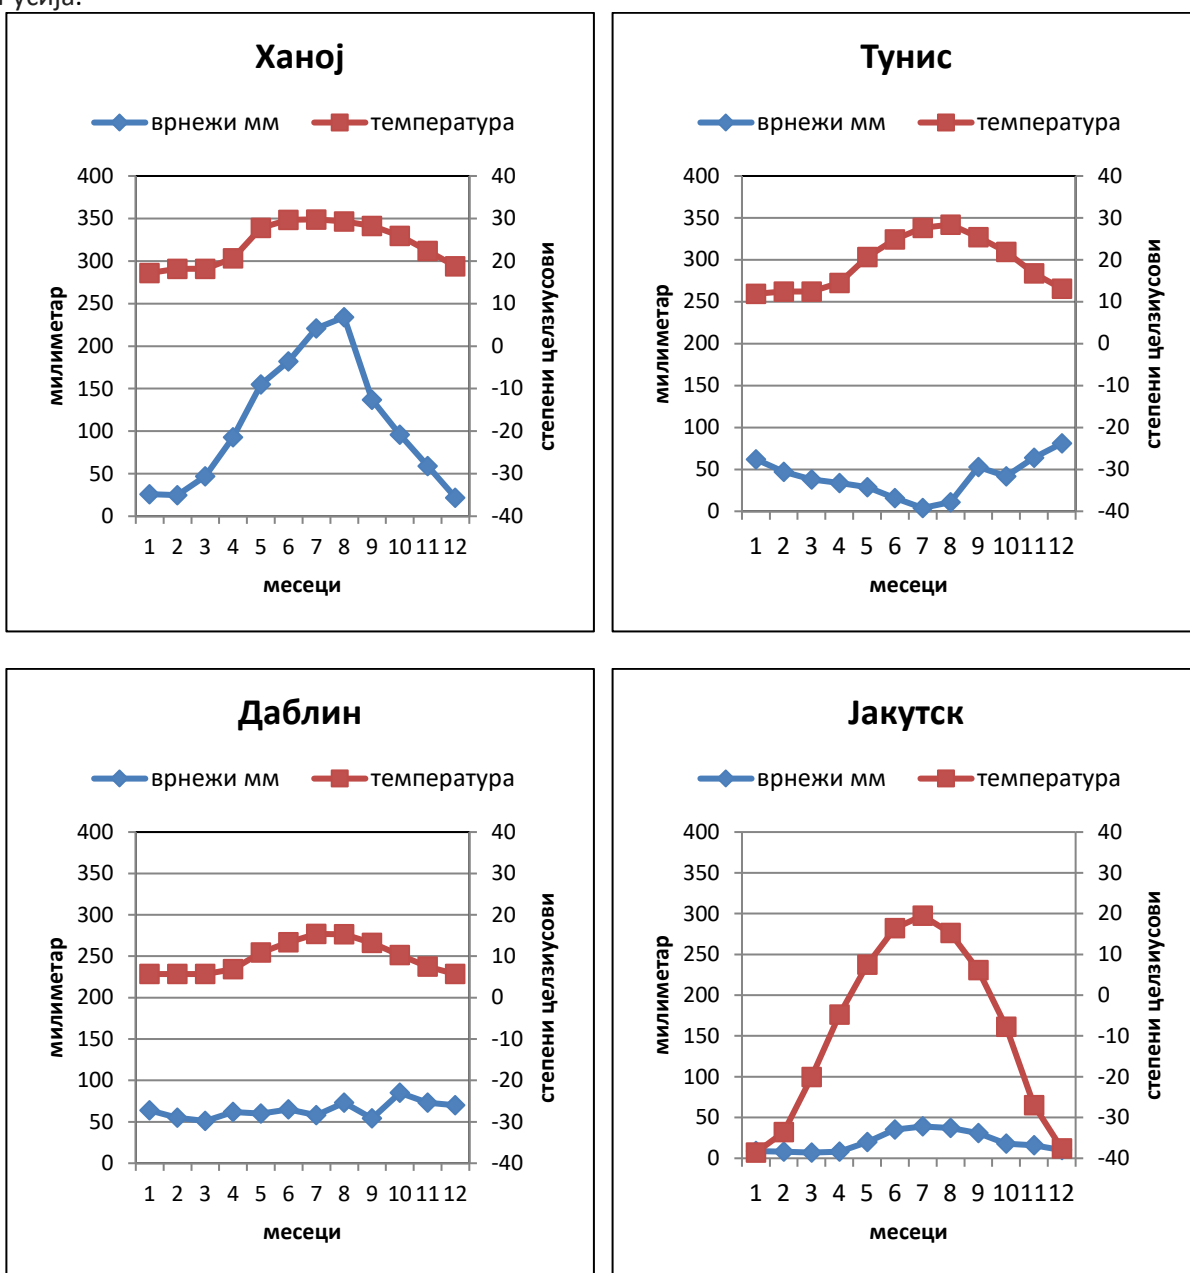 Русија.
Ханој
врнежи мм температура
400 40
350 30
300 20
250 10
200 0
150 -10
100 -20
50 -30
0 -40
милиметар
степени целзиусови
1 2 3 4 5 6 7 8 9 10 11 12
месеци
Тунис
врнежи мм температура
400 40
350 30
300 20
250 10
200 0
150 -10
100 -20
50 -30
0 -40
милиметар
степени целзиусови
1 2 3 4 5 6 7 8 9 10 11 12
месеци
Даблин
врнежи мм температура
400 40
350 30
300 20
250 10
200 0
150 -10
100 -20
50 -30
0 -40
милиметар
степени целзиусови
1 2 3 4 5 6 7 8 9 10 11 12
месеци
Јакутск
врнежи мм температура
400 40
350 30
300 20
250 10
200 0
150 -10
100 -20
50 -30
0 -40
милиметар
степени целзиусови
1 2 3 4 5 6 7 8 9 10 11 12
месеци